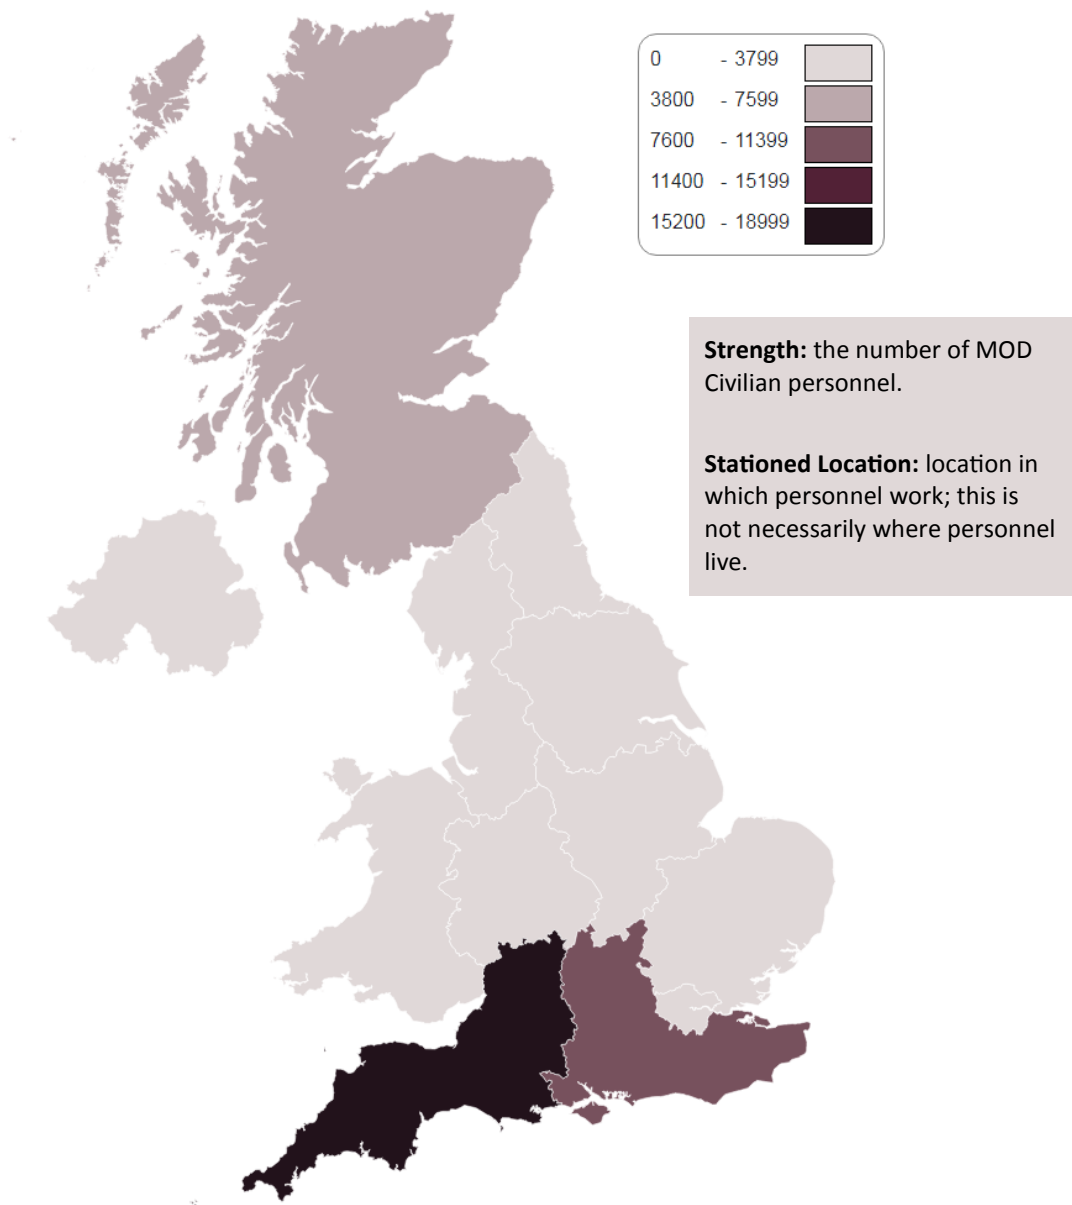 0 - 3799
3800 - 7599
7600 - 11399
11400 - 15199
15200 - 18999
Strength: the number of MOD
Civilian personnel.
Stationed Location: location in
which personnel work; this is
not necessarily where personnel
live.